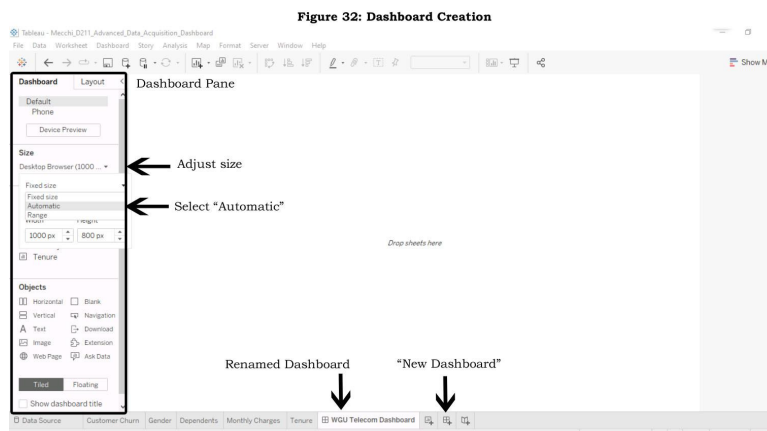 Figure 32: Dashboard Creation
Tableau - Mecchi_D211_Advanced_Data_Acquisition_Dashboard
File Data Worksheet Dashboard Story Analysis Map Format Server Window Help
Show M
Dashboard Layout
Dashboard Pane
Default
Phone
Device Preview
Size
Desktop Browser (1000 ...
Adjust size
Fixed size
Fixed size
Automatic
Select “Automatic”
Range
Width Height
1000 px 800 px
Drop sheets here
Tenure
Objects
Horizontal Blank
Vertical Navigation
A Text Download
Image Extension
Web Page Ask Data
Renamed Dashboard “New Dashboard”
Tiled Floating
Show dashboard title
Data Source Customer Churn Gender Dependents Monthly Charges Tenure WGU Telecom Dashboard